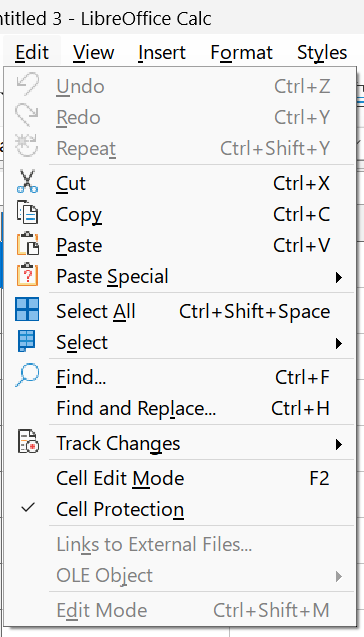 ntitled 3 - LibreOffice Calc
Edit View Insert Format Styles
Undo Ctrl+Z
Redo Ctrl+Y
Repeat Ctrl+Shift+Y
Cut Ctrl+X
Copy Ctrl+C
Paste Ctrl+V
Paste Special
Select All Ctrl+Shift+Space
Select
Find... Ctrl+F
Find and Replace... Ctrl+H
Track Changes
Cell Edit Mode F2
Cell Protection
Links to External Files...
OLE Object
Edit Mode Ctrl+Shift+M